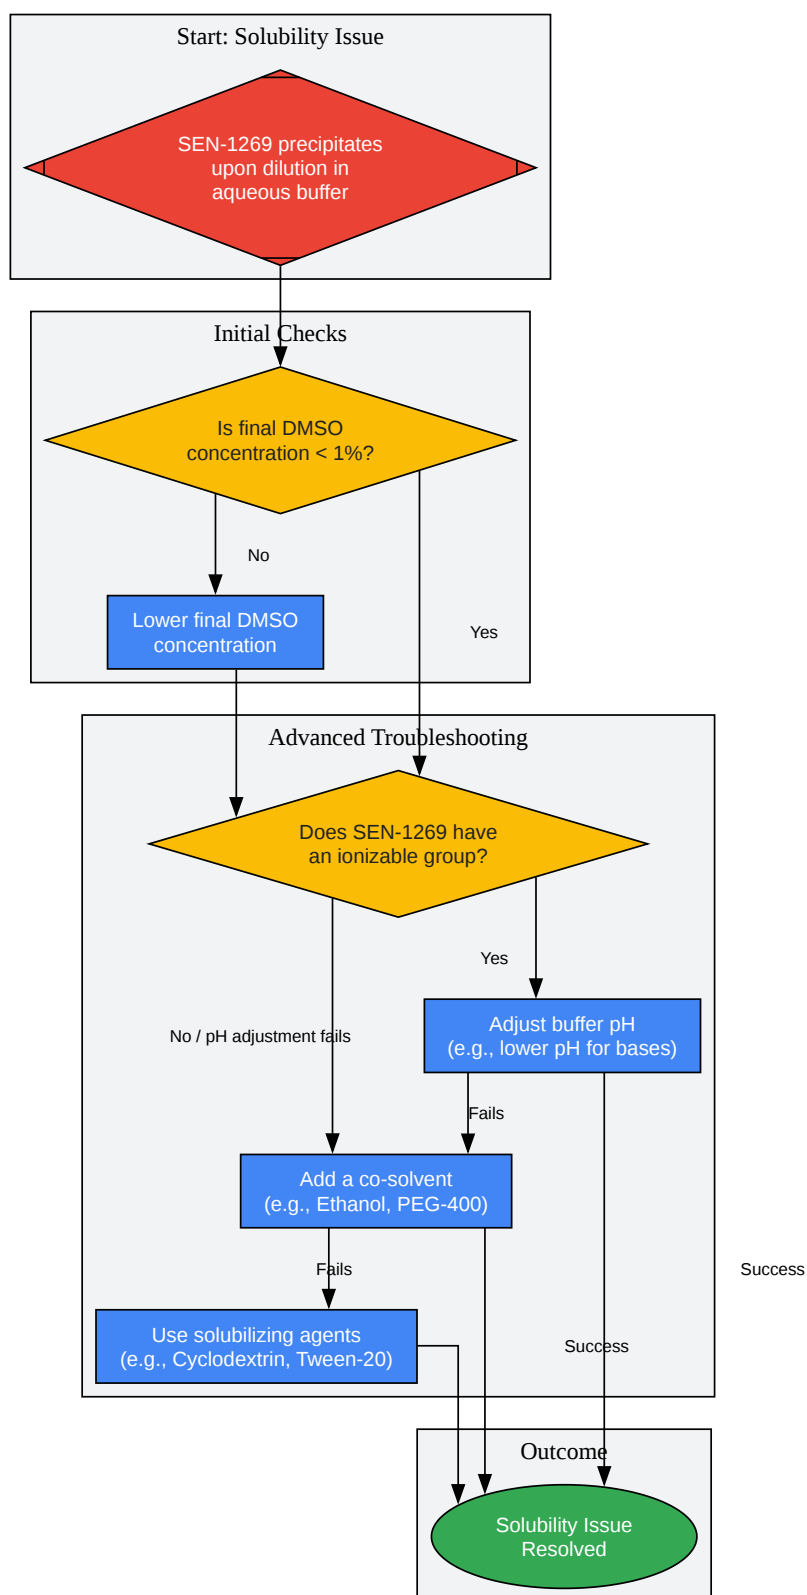 Start: Solubility Issue
SEN-1269 precipitates
upon dilution in
aqueous buffer
Initial Checks
Is final DMSO
concentration < 1%?
No
Lower final DMSO
concentration
Yes
Advanced Troubleshooting
Does SEN-1269 have
an ionizable group?
Yes
No / pH adjustment fails
Adjust buffer pH
(e.g., lower pH for bases)
Fails
Add a co-solvent
(e.g., Ethanol, PEG-400)
Fails
Success
Use solubilizing agents
(e.g., Cyclodextrin, Tween-20)
Success
Outcome
Solubility Issue
Resolved